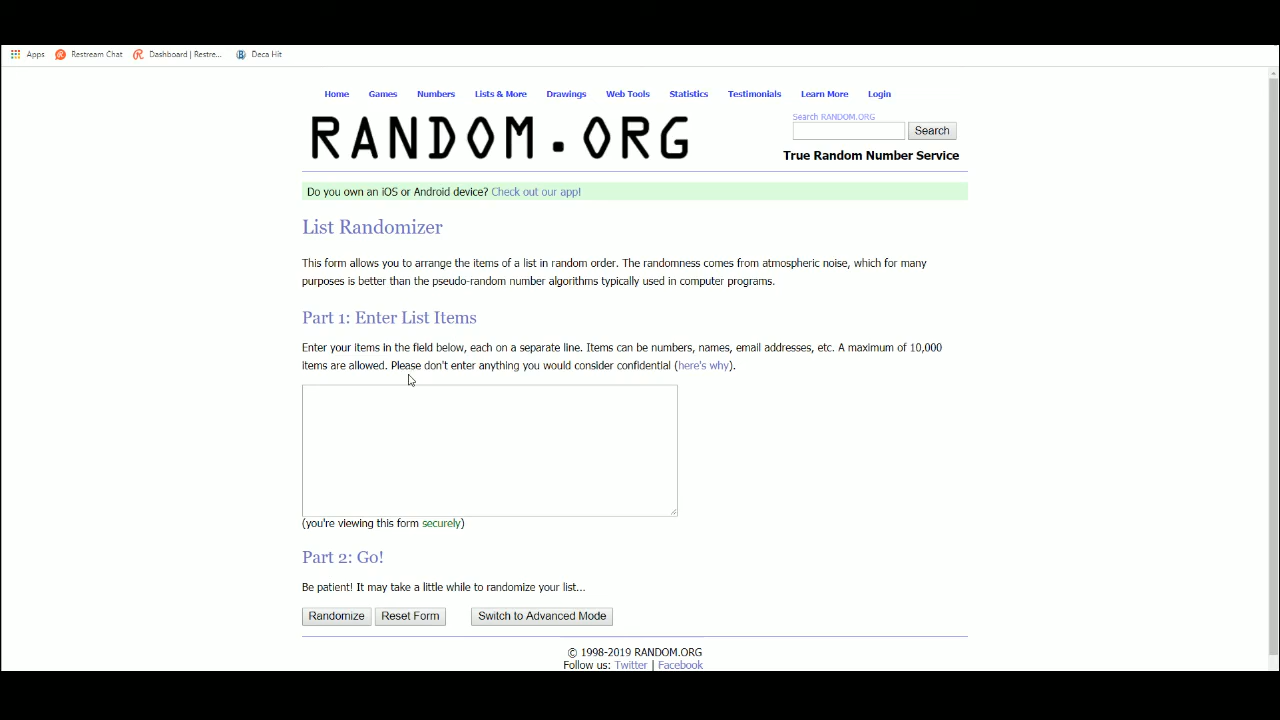 Apps Restream Chat Dashboard | Restre... Deca Hit
Home Games Numbers Lists & More Drawings Web Tools Statistics Testimonials Learn More Login
RANDOM.ORG
Search RANDOM.ORG
Search
True Random Number Service
Do you own an iOS or Android device? Check out our app!
List Randomizer
This form allows you to arrange the items of a list in random order. The randomness comes from atmospheric noise, which for many
purposes is better than the pseudo-random number algorithms typically used in computer programs.
Part 1: Enter List Items
Enter your items in the field below, each on a separate line. Items can be numbers, names, email addresses, etc. A maximum of 10,000
items are allowed. Please don't enter anything you would consider confidential (here's why).
(you're viewing this form securely)
Part 2: Go!
Be patient! It may take a little while to randomize your list...
Randomize Reset Form Switch to Advanced Mode
© 1998-2019 RANDOM.ORG
Follow us: Twitter | Facebook